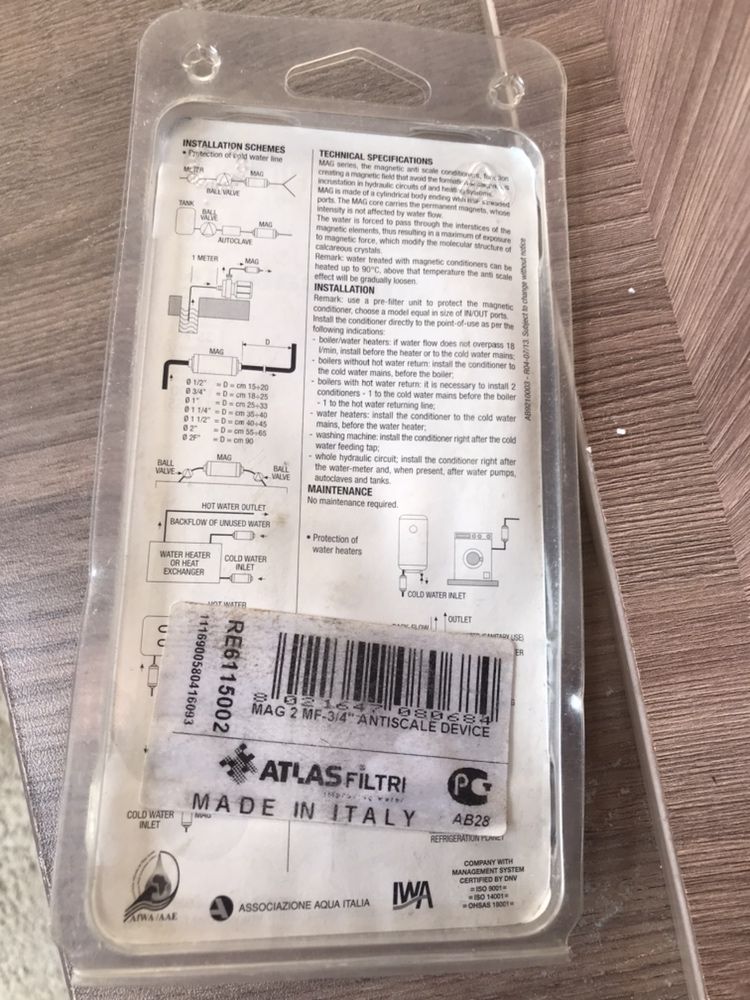 INSTALLATION SCHEMES
• Protection of cold water line
METER
MAG
BALL VALVE
TANK
BALL
VALVE
MAG
AUTOCLAVE
1 METER
MAG
D
MAG
Ø 1/2" = D = cm 15÷20
Ø 3/4" = D = cm 18÷25
Ø 1" = D = cm 25÷33
Ø 1 1/4" = D = cm 35÷40
Ø 1 1/2" = D = cm 40÷45
Ø 2" = D = cm 55÷65
Ø 2F" = D = cm 90
MAG
BALL
VALVE
BALL
VALVE
HOT WATER OUTLET
BACKFLOW OF UNUSED WATER
WATER HEATER
OR HEAT
EXCHANGER
COLD WATER
INLET
HOT WATER
TECHNICAL SPECIFICATIONS
MAG series, the magnetic anti scale conditioners, function
creating a magnetic field that avoid the
incrustation in hydraulic circuits and heating systems.
MAG is made of a cylindrical body ending with threaded
ports. The MAG core carries the permanent magnets, whose
intensity is not affected by water flow.
The water is forced to pass through the interstices of the
magnetic elements, thus resulting in a maximum of exposure
to magnetic force, which modify the molecular structure of
calcareous crystals.
Remark: water treated with magnetic conditioners can be
heated up to 90°C, above that temperature the anti scale
effect will be gradually loosen.
INSTALLATION
Remark: use a pre-filter unit to protect the magnetic
conditioner, choose a model equal in size of IN/OUT ports.
Install the conditioner directly to the point-of-use as per the
following indications:
- boiler/water heaters: if water flow does not overpass 18
l/min, install before the heater or to the cold water mains;
- boilers without hot water return: install the conditioner to
the cold water mains, before the boiler;
- boilers with hot water return: it is necessary to install 2
conditioners - 1 to the cold water mains before the boiler
- 1 to the hot water returning line;
- water heaters: install the conditioner to the cold water
mains, before the water heater;
- washing machine: install the conditioner right after the cold
water feeding tap;
- whole hydraulic circuit; install the conditioner right after
the water-meter and, when present, after water pumps,
autoclaves and tanks.
MAINTENANCE
No maintenance required.
• Protection of
water heaters
COLD WATER INLET
OUTLET
AB9210003 - R04-07/13. Subject to change without notice
RE6115002
1116900580416093
8 021647 080684
MAG 2 MF-3/4" ANTISCALE DEVICE
ATLAS FILTRI
MADE IN ITALY
AB28
COLD WATER
INLET
MAG
REFRIGERATION PLANET
AIWA/AAE
ASSOCIAZIONE AQUA ITALIA
IWA
COMPANY WITH
MANAGEMENT SYSTEM
CERTIFIED BY DNV
= ISO 9001=
= ISO 14001=
= OHSAS 18001=